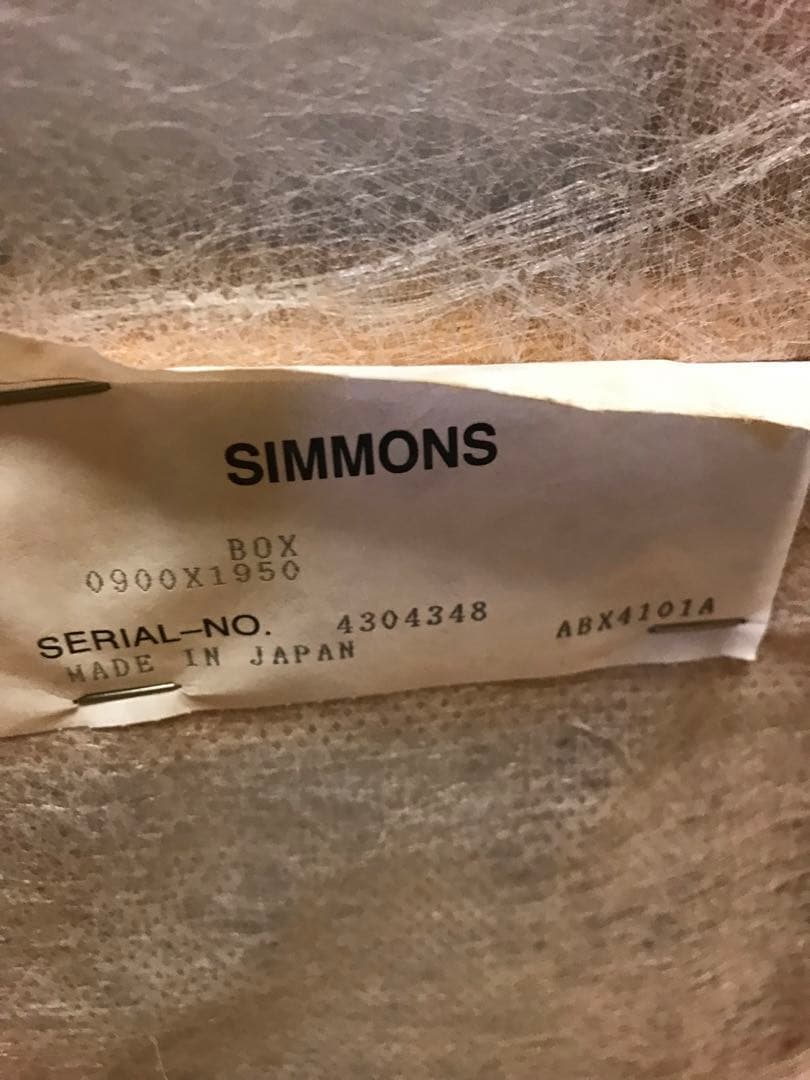 SIMMONS
BOX
0900X1950
SERIAL-NO. 4304348 ABX4101A
MADE IN JAPAN